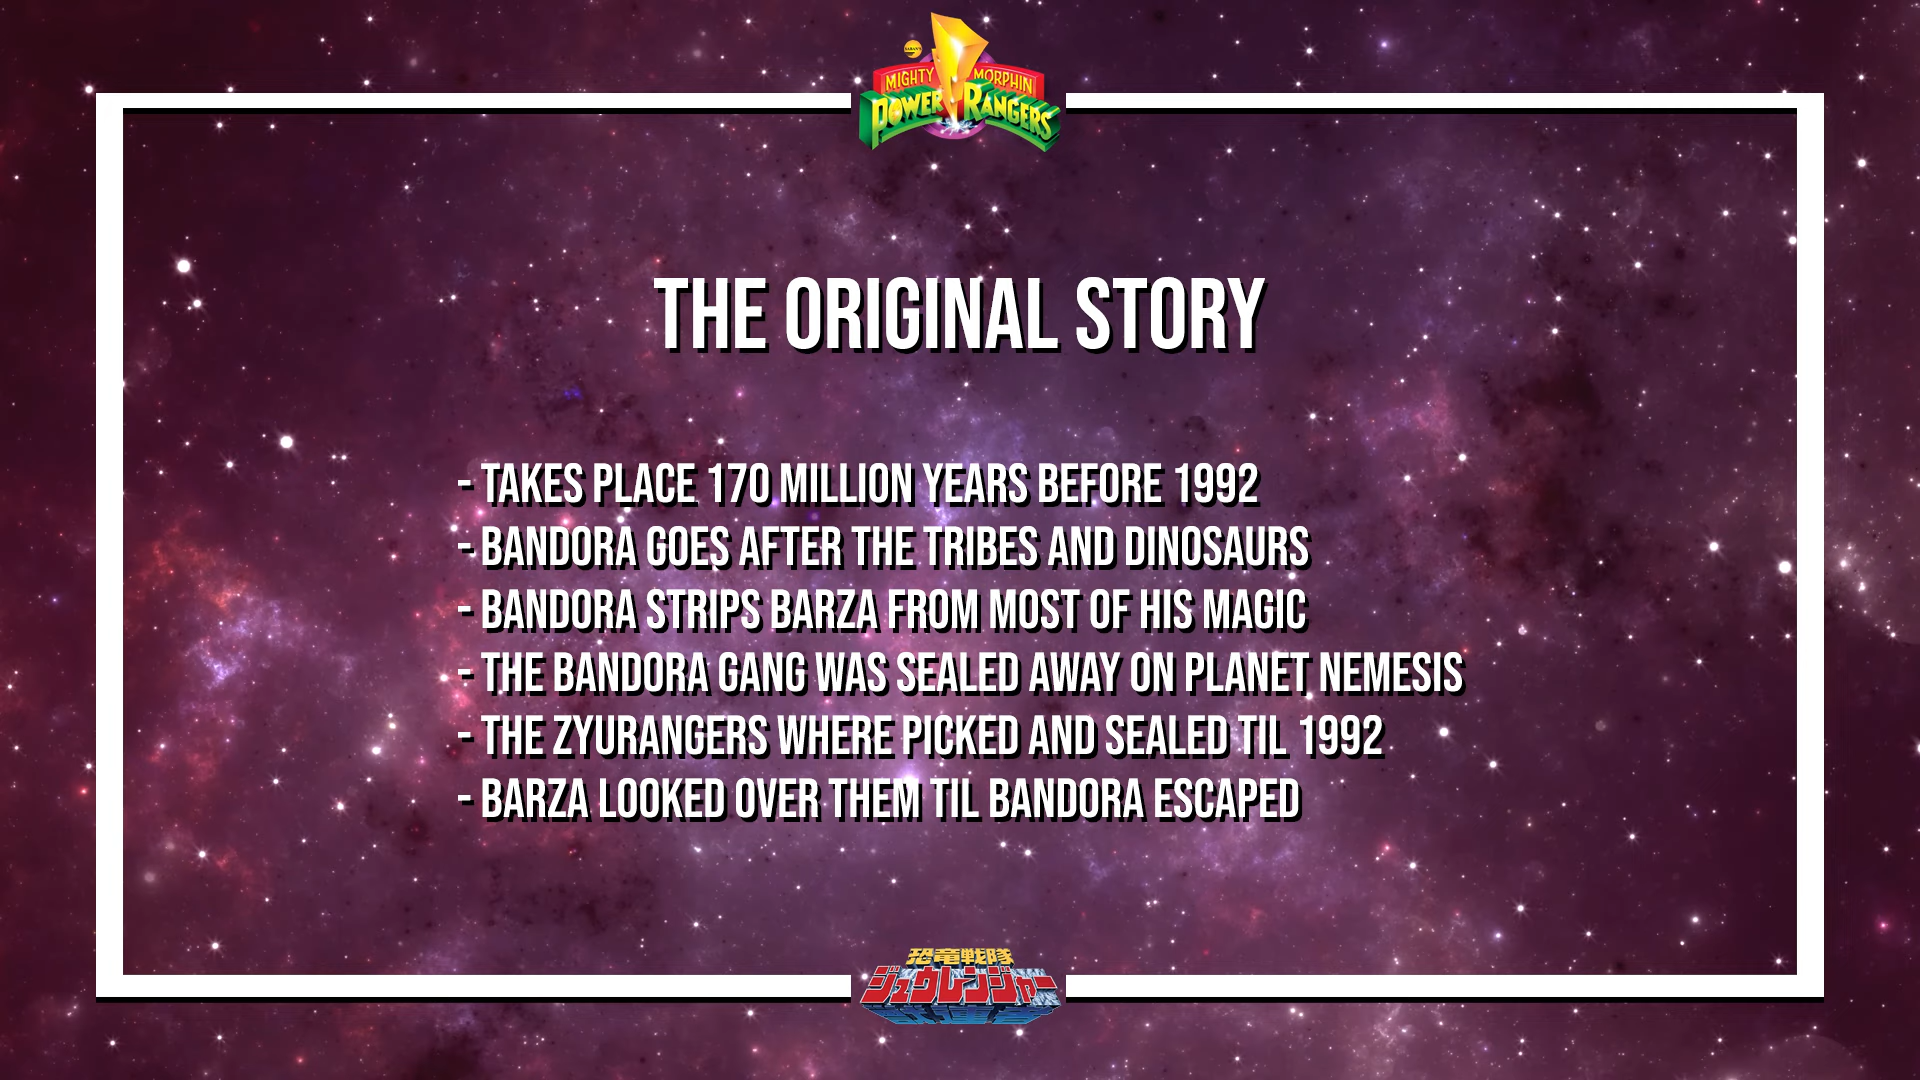 SABAN'S
MIGHTY MORPHIN
POWER RANGERS
THE ORIGINAL STORY
- TAKES PLACE 170 MILLION YEARS BEFORE 1992
- BANDORA GOES AFTER THE TRIBES AND DINOSAURS
- BANDORA STRIPS BARZA FROM MOST OF HIS MAGIC
- THE BANDORA GANG WAS SEALED AWAY ON PLANET NEMESIS
- THE ZYURANGERS WHERE PICKED AND SEALED TIL 1992
- BARZA LOOKED OVER THEM TIL BANDORA ESCAPED
恐竜戦隊
ジュウレンジャー